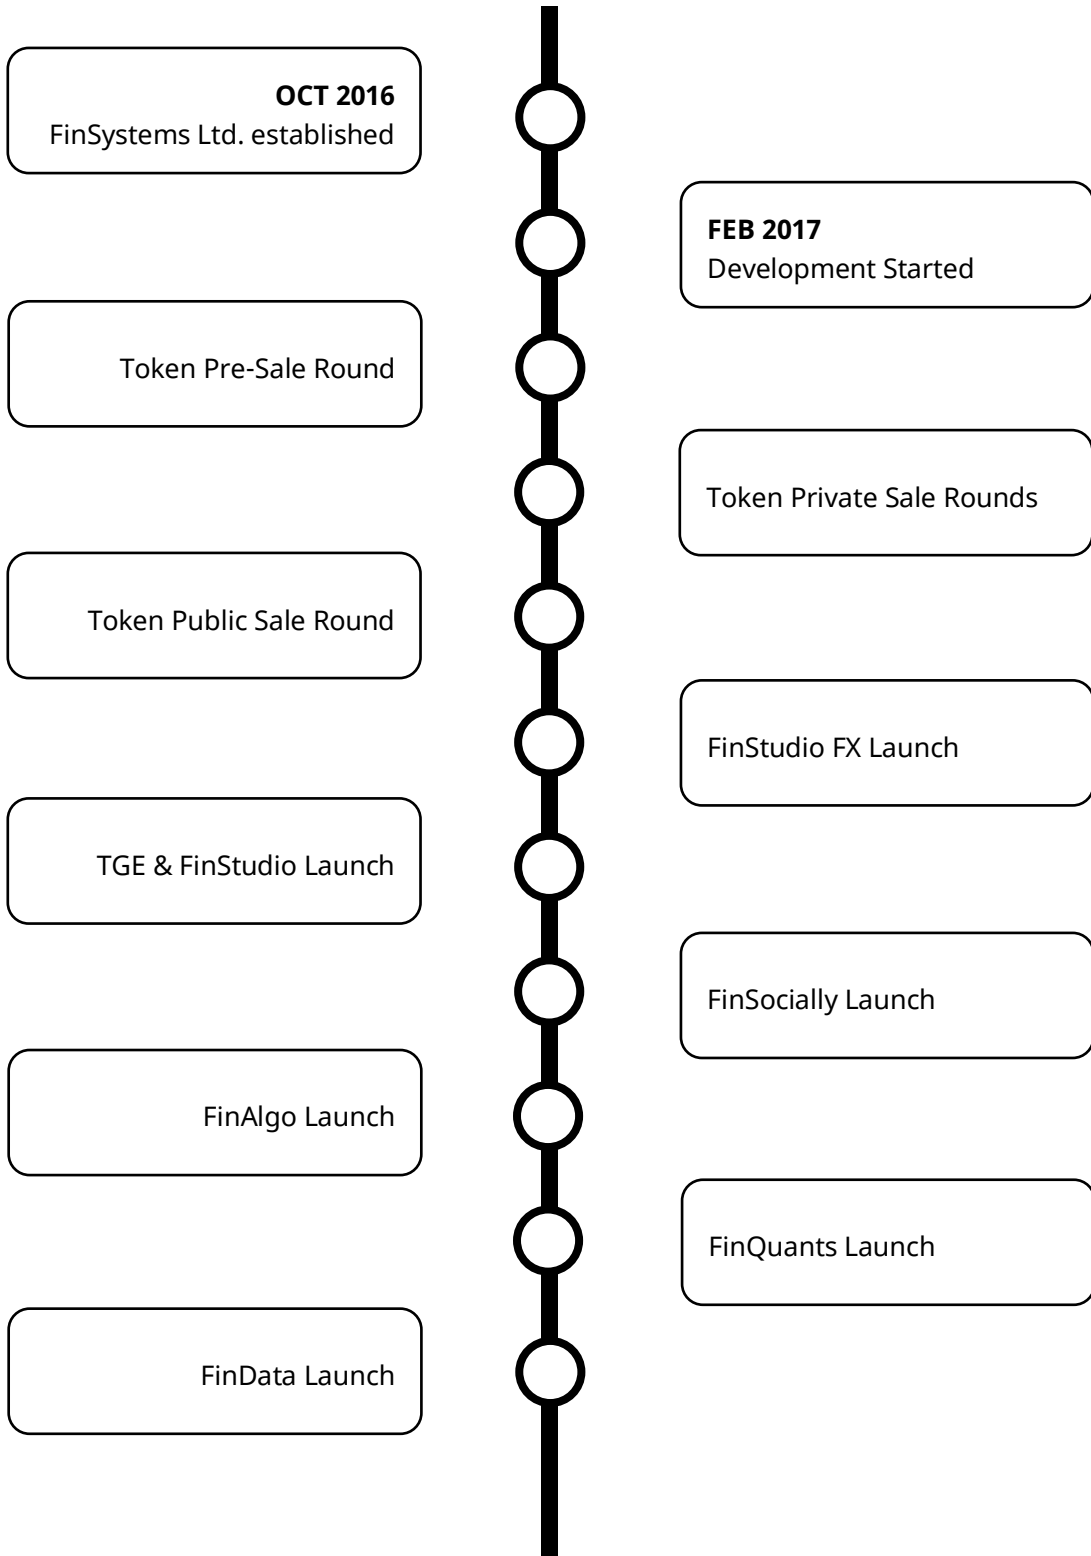 OCT 2016
FinSystems Ltd. established
FEB 2017
Development Started
Token Pre-Sale Round
Token Private Sale Rounds
Token Public Sale Round
FinStudio FX Launch
TGE & FinStudio Launch
FinSocially Launch
FinAlgo Launch
FinQuants Launch
FinData Launch